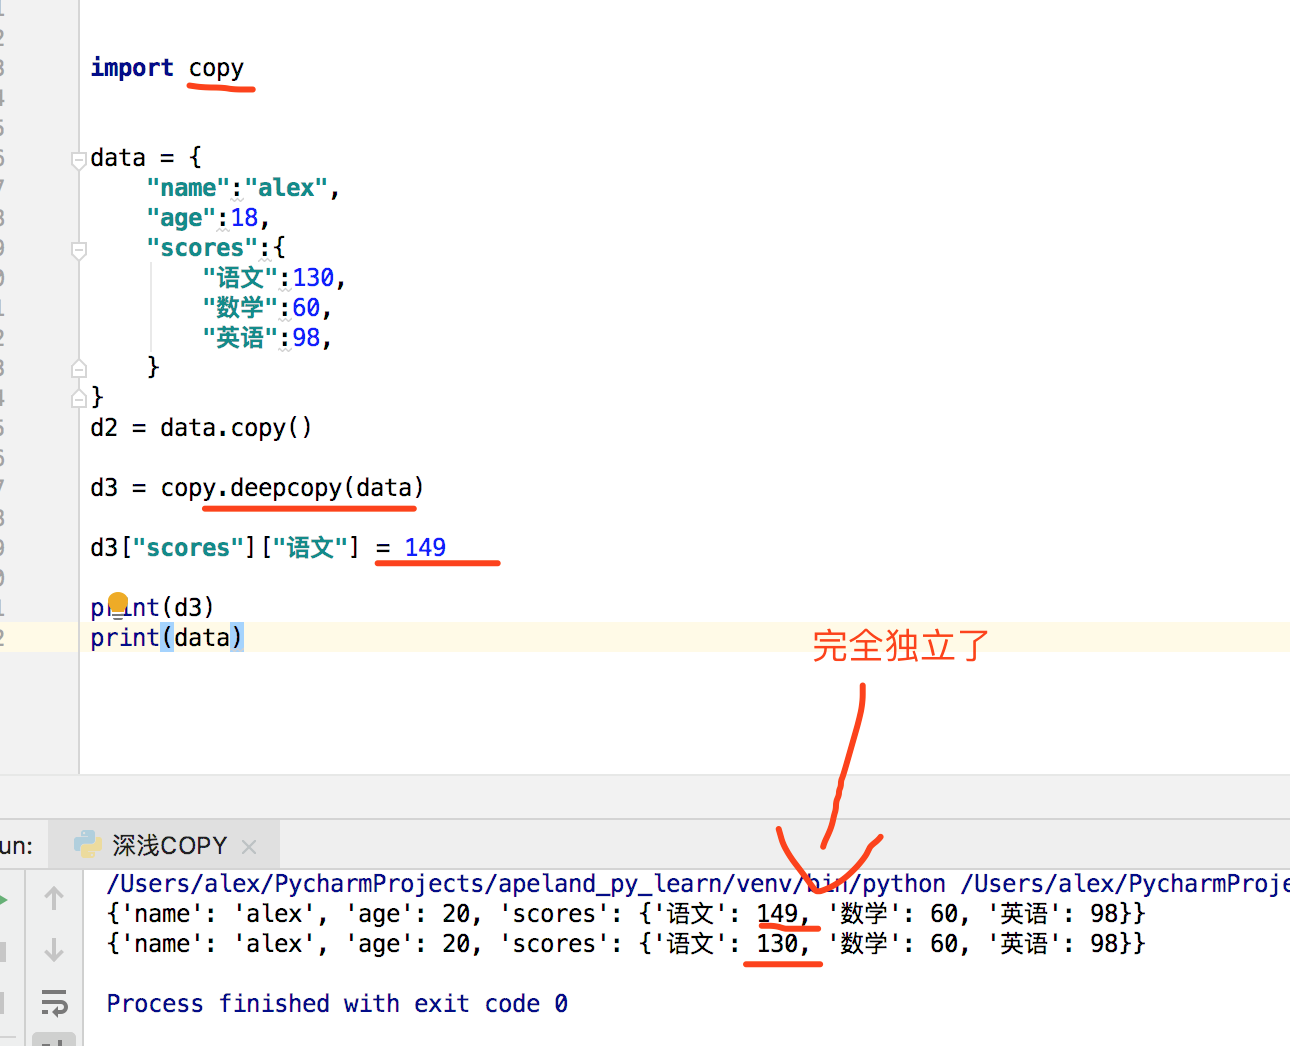 import copy
data = {
"name":"alex",
"age":18,
"scores":{
"语文":130,
"数学":60,
"英语":98,
}
}
d2 = data.copy()
d3 = copy.deepcopy(data)
d3["scores"]["语文"] = 149
print(d3)
print(data)
完全独立了
un:
深浅COPY
/Users/alex/PycharmProjects/apeland_py_learn/venv/bin/python /Users/alex/PycharmProje
{'name': 'alex', 'age': 20, 'scores': {'语文': 149, '数学': 60, '英语': 98}}
{'name': 'alex', 'age': 20, 'scores': {'语文': 130, '数学': 60, '英语': 98}}
Process finished with exit code 0